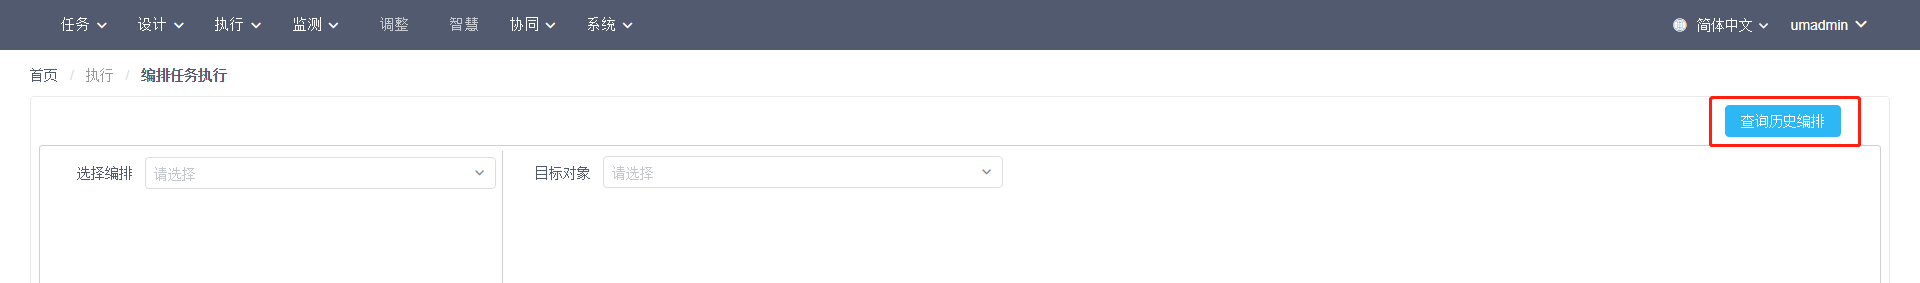 任务 设计 执行 监测 调整 智慧 协同 系统 简体中文 umadmin
首页 / 执行 / 编排任务执行
查询历史编排
选择编排 请选择 目标对象 请选择